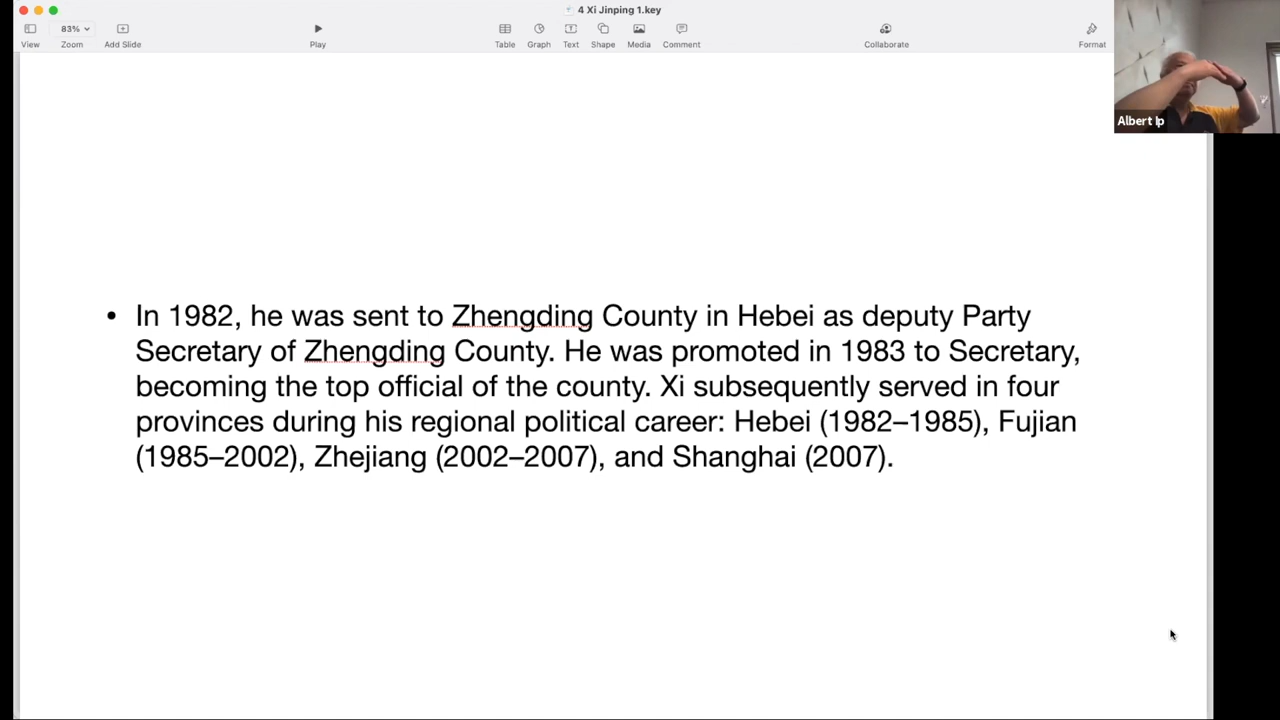 4 Xi Jinping 1.key
83%
View
Zoom
Add Slide
Play
Table
Graph
Text
Shape
Media
Comment
Collaborate
Format
Albert Ip
• In 1982, he was sent to Zhengding County in Hebei as deputy Party
Secretary of Zhengding County. He was promoted in 1983 to Secretary,
becoming the top official of the county. Xi subsequently served in four
provinces during his regional political career: Hebei (1982–1985), Fujian
(1985–2002), Zhejiang (2002–2007), and Shanghai (2007).